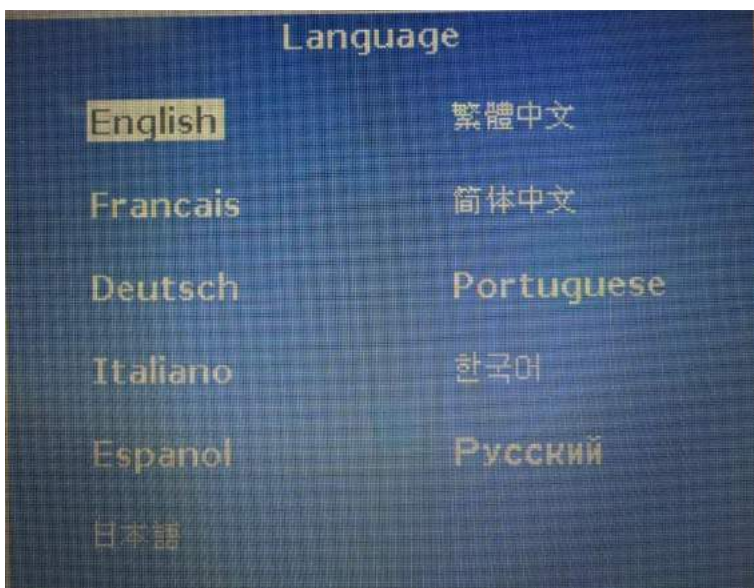 Language
English
Francais
Deutsch
Italiano
Espanol
日本語
繁體中文
简体中文
Portuguese
한국어
Русский